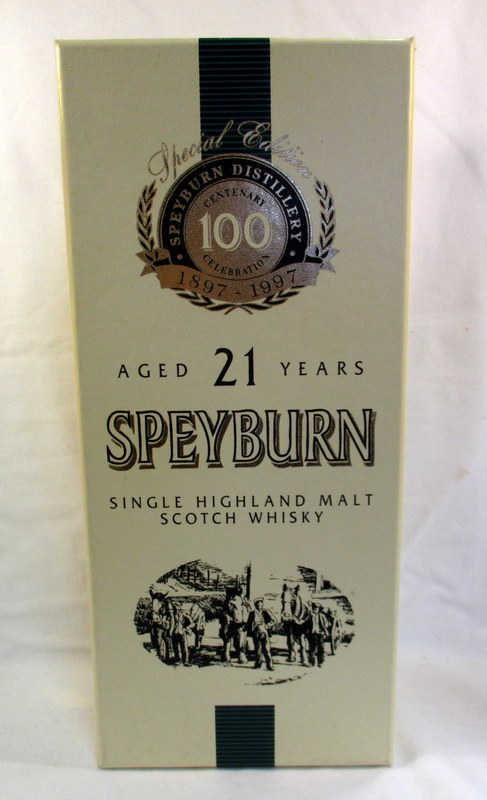 Special Edition
SPEYBURN DISTILLERY
CENTENARY
100
CELEBRATION
1897 - 1997
AGED 21 YEARS
SPEYBURN
SINGLE HIGHLAND MALT
SCOTCH WHISKY